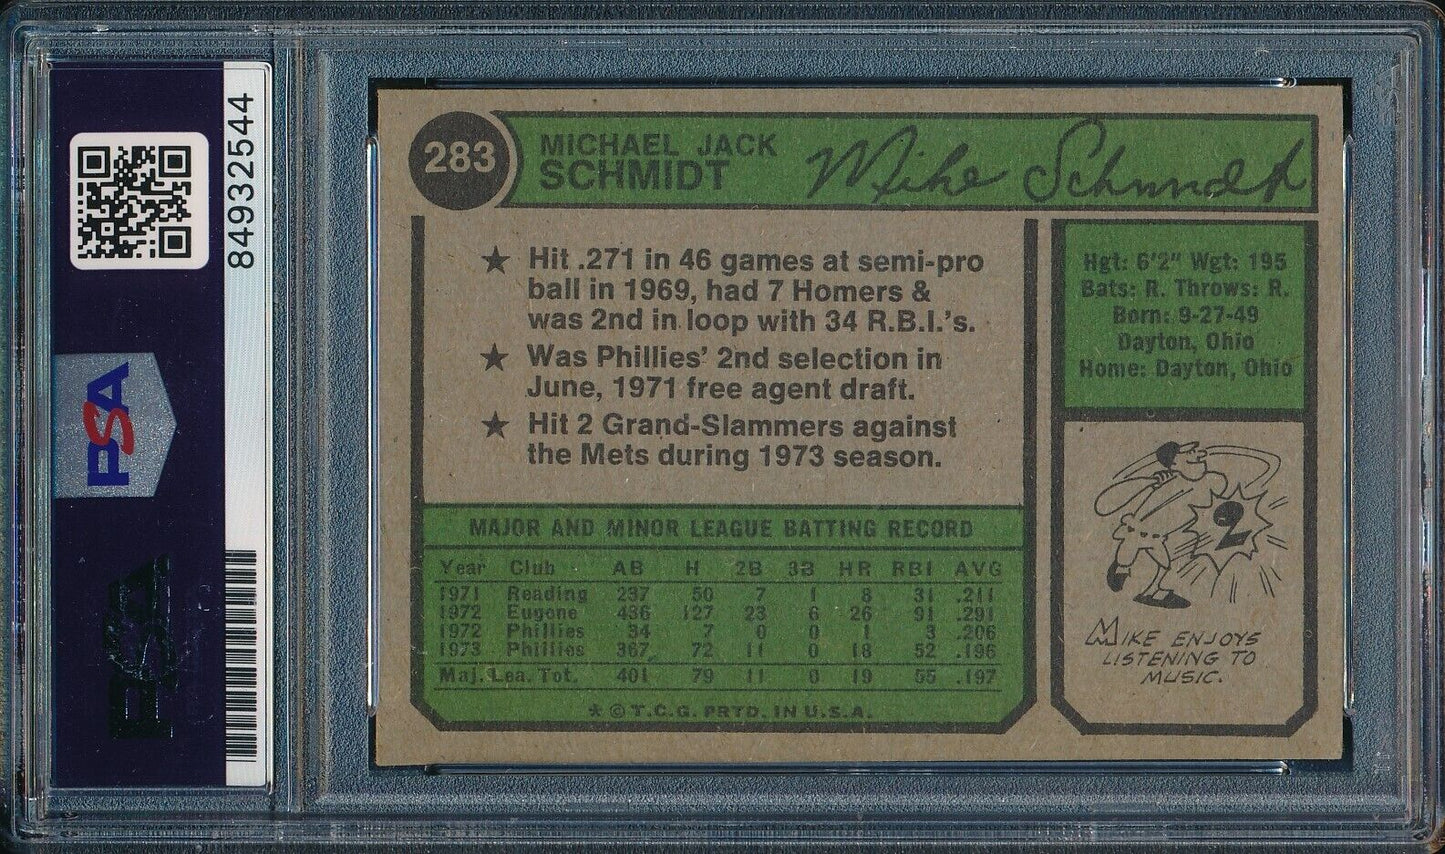 84932544
PSA
283
MICHAEL JACK
SCHMIDT
Mike Schmidt
★ Hit .271 in 46 games at semi-pro
ball in 1969, had 7 Homers &
was 2nd in loop with 34 R.B.I.'s.
★ Was Phillies' 2nd selection in
June, 1971 free agent draft.
★ Hit 2 Grand-Slammers against
the Mets during 1973 season.
MAJOR AND MINOR LEAGUE BATTING RECORD
Year Club AB H 2B 3B HR RBI AVG
1971 Reading 237 50 7 1 8 31 .211
1972 Eugene 436 127 23 6 26 91 .291
1972 Phillies 34 7 0 0 1 3 .206
1973 Phillies 367 72 11 0 18 52 .196
Maj. Lea. Tot. 401 79 11 0 19 55 .197
* © T.C.G. PRTD. IN U.S.A.
Hgt: 6'2" Wgt: 195
Bats: R. Throws: R.
Born: 9-27-49
Dayton, Ohio
Home: Dayton, Ohio
2
MIKE ENJOYS
LISTENING TO
MUSIC.